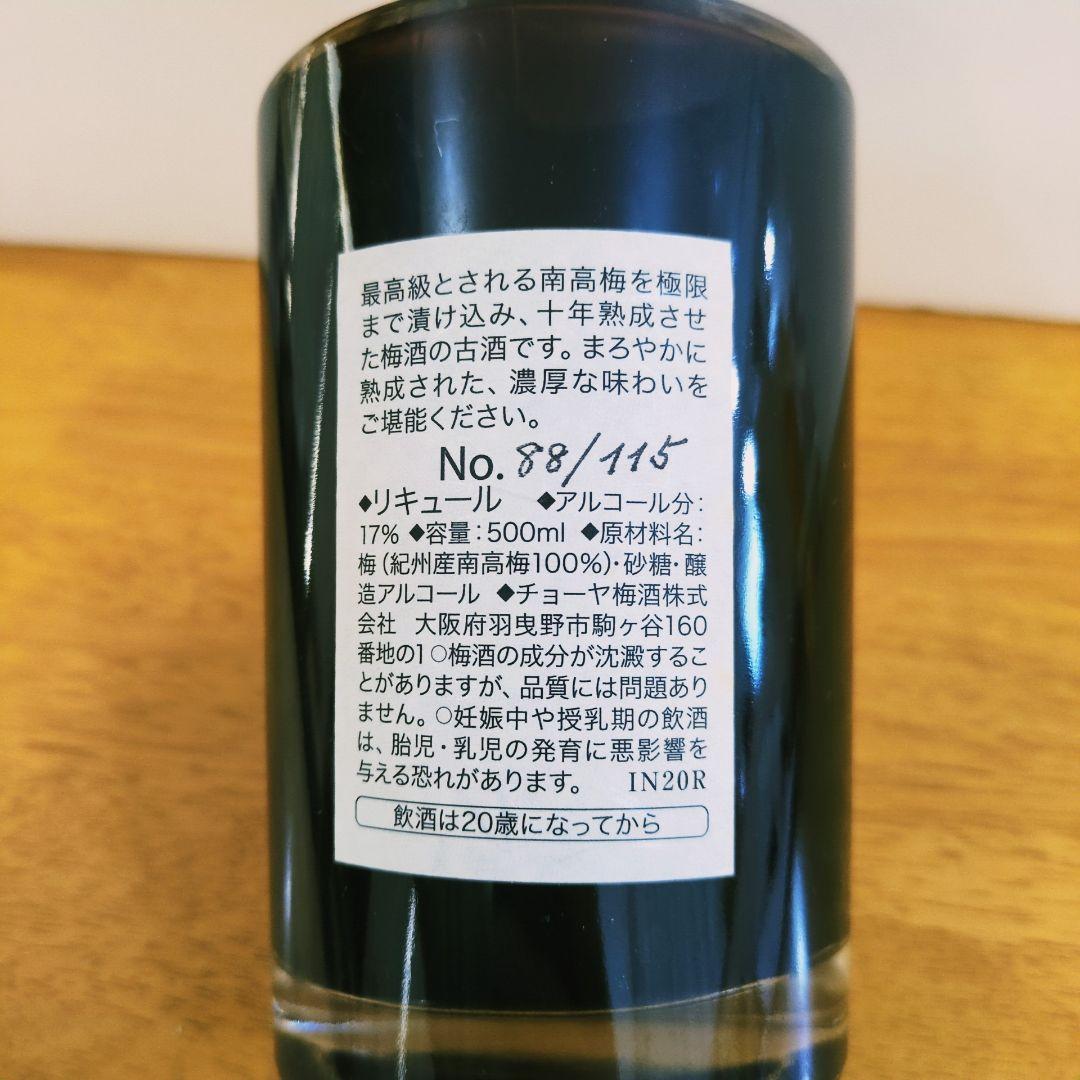 最高級とされる南高梅を極限
まで漬け込み、十年熟成させ
た梅酒の古酒です。まろやかに
熟成された、濃厚な味わいを
ご堪能ください。
No. 88/115
◆リキュール ◆アルコール分:
17% ◆容量:500ml ◆原材料名:
梅(紀州産南高梅100%)・砂糖・醸
造アルコール ◆チョーヤ梅酒株式
会社 大阪府羽曳野市駒ヶ谷160
番地の1 ○梅酒の成分が沈澱するこ
とがありますが、品質には問題あり
ません。○妊娠中や授乳期の飲酒
は、胎児・乳児の発育に悪影響を
与える恐れがあります。 IN20R
飲酒は20歳になってから